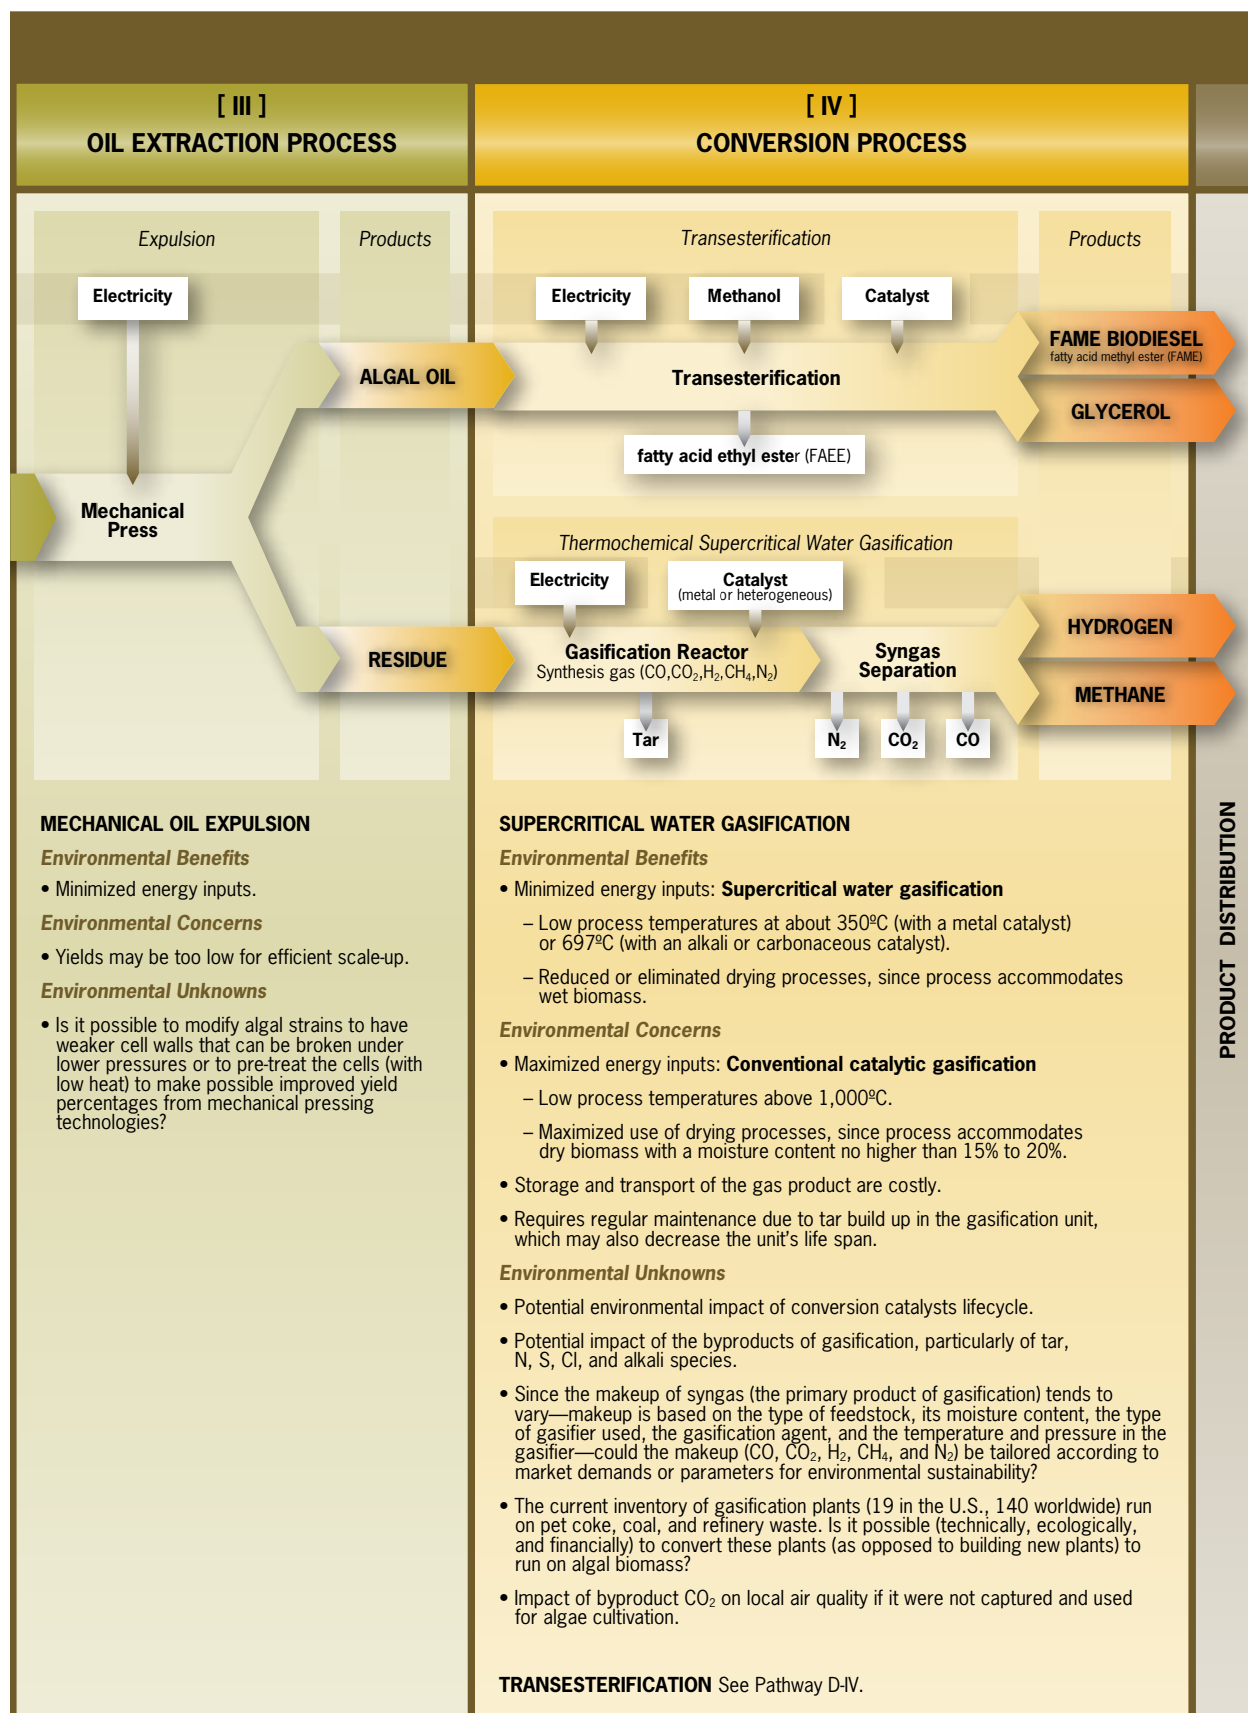 [ III ]
OIL EXTRACTION PROCESS
[ IV ]
CONVERSION PROCESS
Expulsion
Products
Electricity
Mechanical
Press
ALGAL OIL
RESIDUE
Transesterification
Products
Electricity
Methanol
Catalyst
Transesterification
fatty acid ethyl ester (FAEE)
FAME BIODIESEL
fatty acid methyl ester (FAME)
GLYCEROL
Thermochemical Supercritical Water Gasification
Electricity
Catalyst
(metal or heterogeneous)
Gasification Reactor
Synthesis gas (CO,CO₂,H₂,CH₄,N₂)
Syngas
Separation
Tar
N₂
CO₂
CO
HYDROGEN
METHANE
MECHANICAL OIL EXPULSION
Environmental Benefits
• Minimized energy inputs.
Environmental Concerns
• Yields may be too low for efficient scale-up.
Environmental Unknowns
• Is it possible to modify algal strains to have
weaker cell walls that can be broken under
lower pressures or to pre-treat the cells (with
low heat) to make possible improved yield
percentages from mechanical pressing
technologies?
SUPERCRITICAL WATER GASIFICATION
Environmental Benefits
• Minimized energy inputs: Supercritical water gasification
– Low process temperatures at about 350ºC (with a metal catalyst)
or 697ºC (with an alkali or carbonaceous catalyst).
– Reduced or eliminated drying processes, since process accommodates
wet biomass.
Environmental Concerns
• Maximized energy inputs: Conventional catalytic gasification
– Low process temperatures above 1,000ºC.
– Maximized use of drying processes, since process accommodates
dry biomass with a moisture content no higher than 15% to 20%.
• Storage and transport of the gas product are costly.
• Requires regular maintenance due to tar build up in the gasification unit,
which may also decrease the unit’s life span.
Environmental Unknowns
• Potential environmental impact of conversion catalysts lifecycle.
• Potential impact of the byproducts of gasification, particularly of tar,
N, S, Cl, and alkali species.
• Since the makeup of syngas (the primary product of gasification) tends to
vary—makeup is based on the type of feedstock, its moisture content, the type
of gasifier used, the gasification agent, and the temperature and pressure in the
gasifier—could the makeup (CO, CO₂, H₂, CH₄, and N₂) be tailored according to
market demands or parameters for environmental sustainability?
• The current inventory of gasification plants (19 in the U.S., 140 worldwide) run
on pet coke, coal, and refinery waste. Is it possible (technically, ecologically,
and financially) to convert these plants (as opposed to building new plants) to
run on algal biomass?
• Impact of byproduct CO₂ on local air quality if it were not captured and used
for algae cultivation.
TRANSESTERIFICATION See Pathway D-IV.
PRODUCT DISTRIBUTION